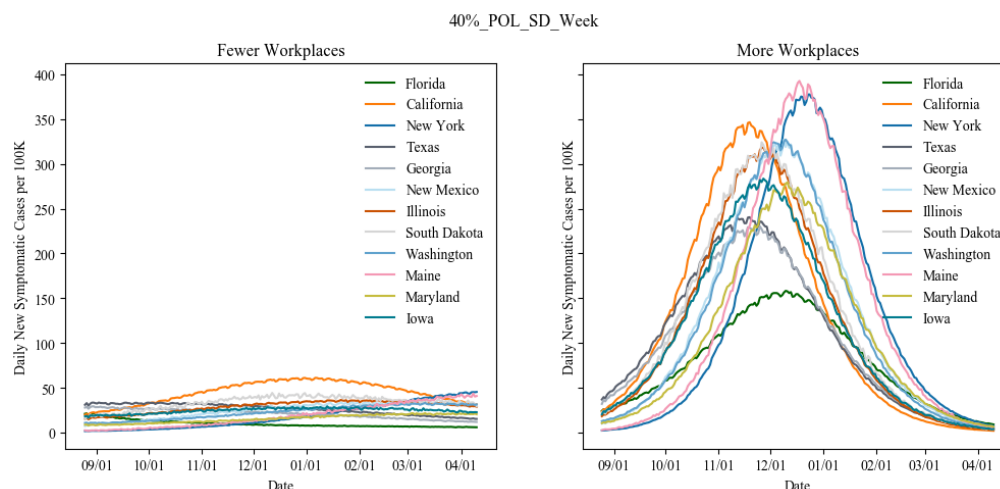 40%_POL_SD_Week
Fewer Workplaces
Daily New Symptomatic Cases per 100K
400
350
300
250
200
150
100
50
0
Florida
California
New York
Texas
Georgia
New Mexico
Illinois
South Dakota
Washington
Maine
Maryland
Iowa
09/01 10/01 11/01 12/01 01/01 02/01 03/01 04/01
Date
More Workplaces
Daily New Symptomatic Cases per 100K
Florida
California
New York
Texas
Georgia
New Mexico
Illinois
South Dakota
Washington
Maine
Maryland
Iowa
09/01 10/01 11/01 12/01 01/01 02/01 03/01 04/01
Date